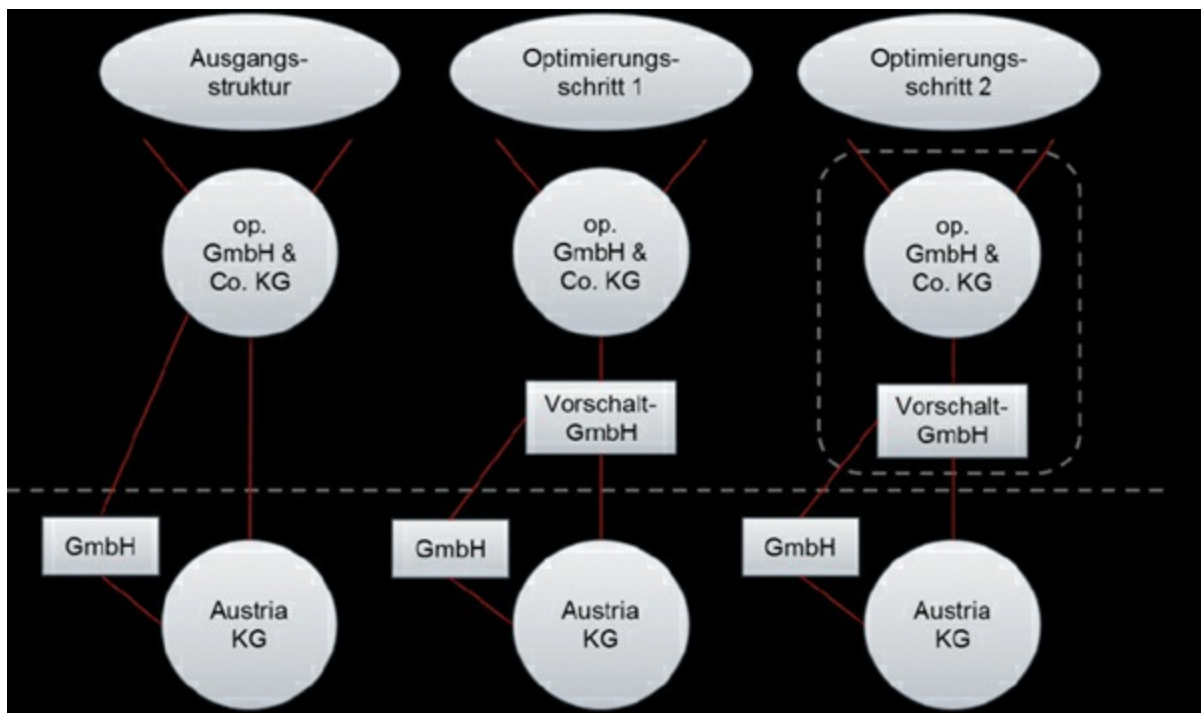 Ausgangs-
struktur
Optimierungs-
schritt 1
Optimierungs-
schritt 2
op.
GmbH &
Co. KG
op.
GmbH &
Co. KG
op.
GmbH &
Co. KG
Vorschalt-
GmbH
Vorschalt-
GmbH
GmbH
GmbH
GmbH
Austria
KG
Austria
KG
Austria
KG